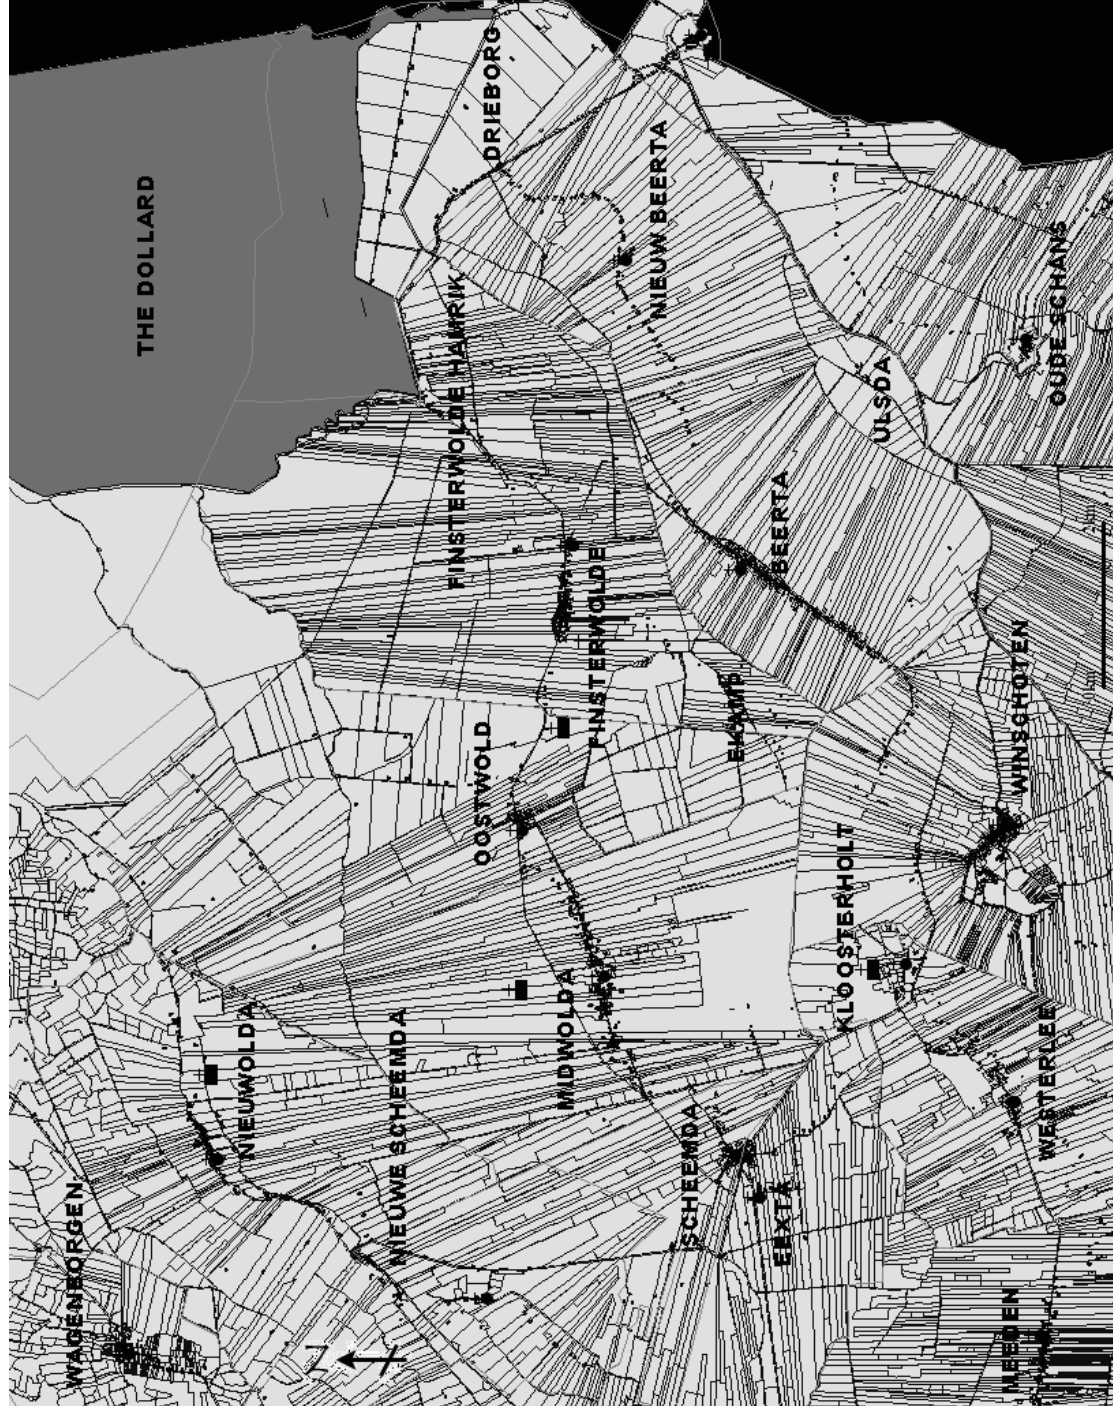 WAGENBORGEN
THE DOLLARD
NIEUWOLDA
N
NIEUWE SCHEEMDA
FINSTERWOLDE HAMRIK
OOSTWOLD
DRIEBORG
MIDWOLDA
FINSTERWOLDE
NIEUW BEERTA
SCHEEMDA
EKAMP
BEERTA
EEXTA
KLOOSTERHOLT
ULSDA
MEEDEN
WINSCHOTEN
WESTERLEE
OUDE SCHANS